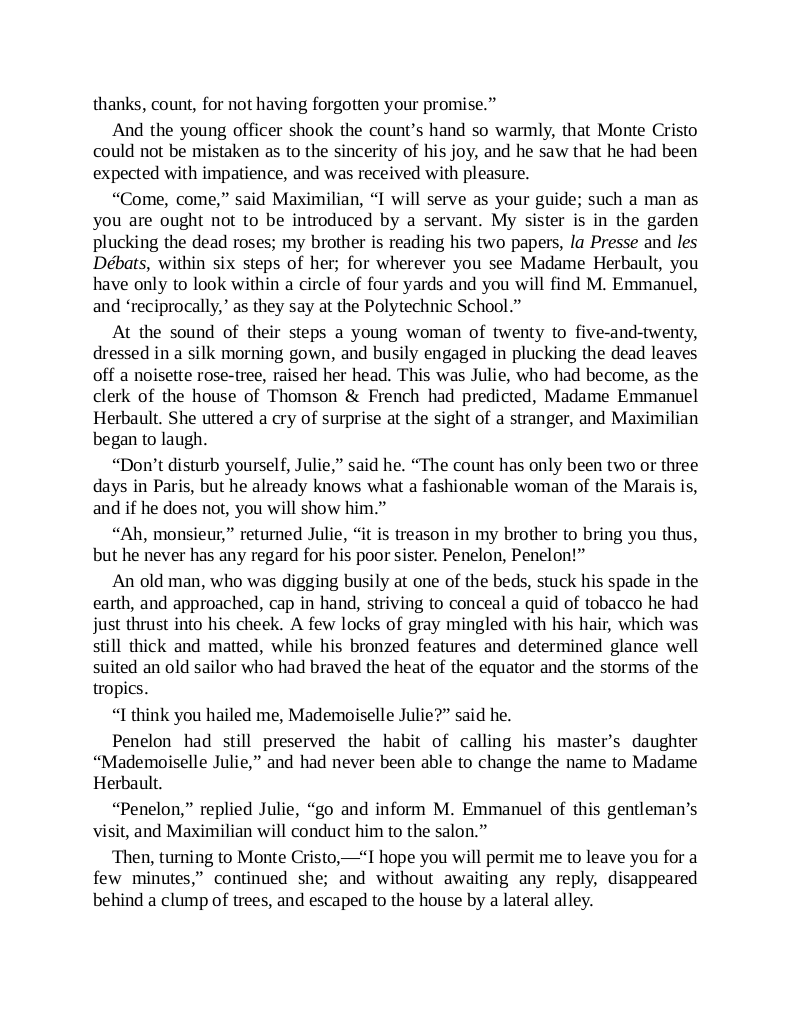 thanks, count, for not having forgotten your promise.”
And the young officer shook the count’s hand so warmly, that Monte Cristo
could not be mistaken as to the sincerity of his joy, and he saw that he had been
expected with impatience, and was received with pleasure.
“Come, come,” said Maximilian, “I will serve as your guide; such a man as
you are ought not to be introduced by a servant. My sister is in the garden
plucking the dead roses; my brother is reading his two papers, la Presse and les
Débats, within six steps of her; for wherever you see Madame Herbault, you
have only to look within a circle of four yards and you will find M. Emmanuel,
and ‘reciprocally,’ as they say at the Polytechnic School.”
At the sound of their steps a young woman of twenty to five-and-twenty,
dressed in a silk morning gown, and busily engaged in plucking the dead leaves
off a noisette rose-tree, raised her head. This was Julie, who had become, as the
clerk of the house of Thomson & French had predicted, Madame Emmanuel
Herbault. She uttered a cry of surprise at the sight of a stranger, and Maximilian
began to laugh.
“Don’t disturb yourself, Julie,” said he. “The count has only been two or three
days in Paris, but he already knows what a fashionable woman of the Marais is,
and if he does not, you will show him.”
“Ah, monsieur,” returned Julie, “it is treason in my brother to bring you thus,
but he never has any regard for his poor sister. Penelon, Penelon!”
An old man, who was digging busily at one of the beds, stuck his spade in the
earth, and approached, cap in hand, striving to conceal a quid of tobacco he had
just thrust into his cheek. A few locks of gray mingled with his hair, which was
still thick and matted, while his bronzed features and determined glance well
suited an old sailor who had braved the heat of the equator and the storms of the
tropics.
“I think you hailed me, Mademoiselle Julie?” said he.
Penelon had still preserved the habit of calling his master’s daughter
“Mademoiselle Julie,” and had never been able to change the name to Madame
Herbault.
“Penelon,” replied Julie, “go and inform M. Emmanuel of this gentleman’s
visit, and Maximilian will conduct him to the salon.”
Then, turning to Monte Cristo,—“I hope you will permit me to leave you for a
few minutes,” continued she; and without awaiting any reply, disappeared
behind a clump of trees, and escaped to the house by a lateral alley.